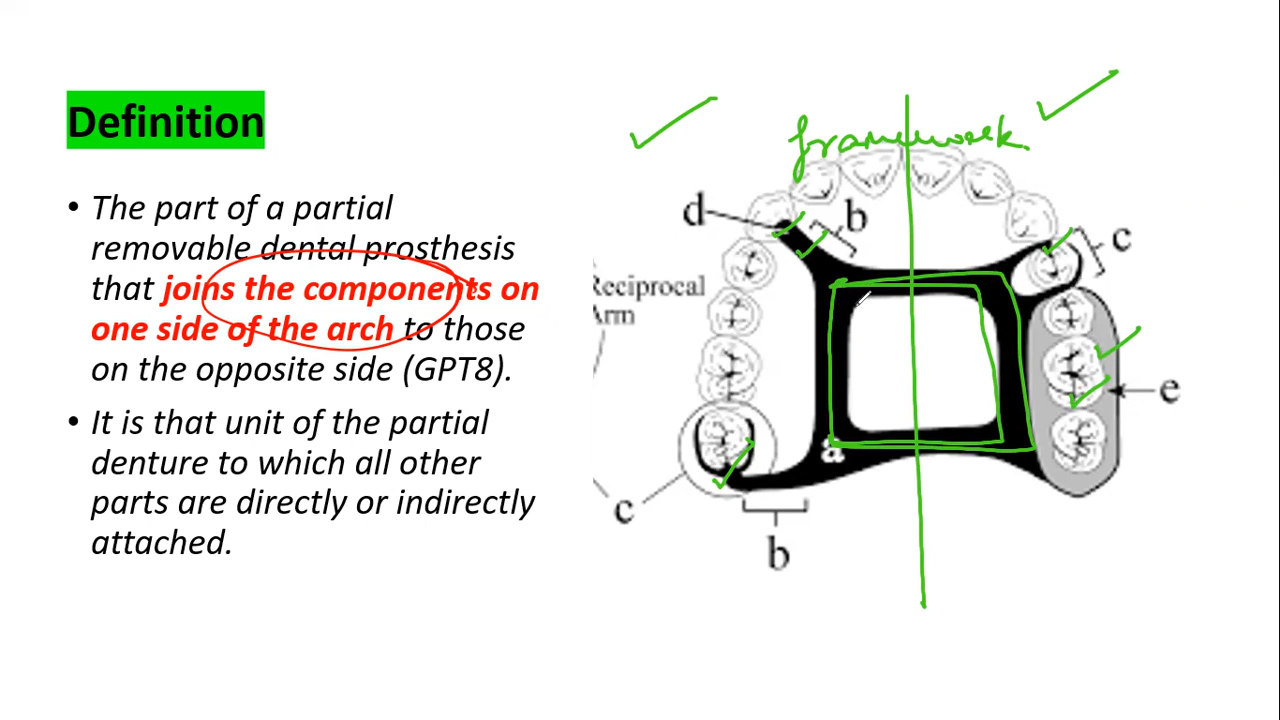 Definition
• The part of a partial
removable dental prosthesis
that joins the components on
one side of the arch to those
on the opposite side (GPT8).
• It is that unit of the partial
denture to which all other
parts are directly or indirectly
attached.
framework.
d
b
c
Reciprocal
Arm
e
a
c
b